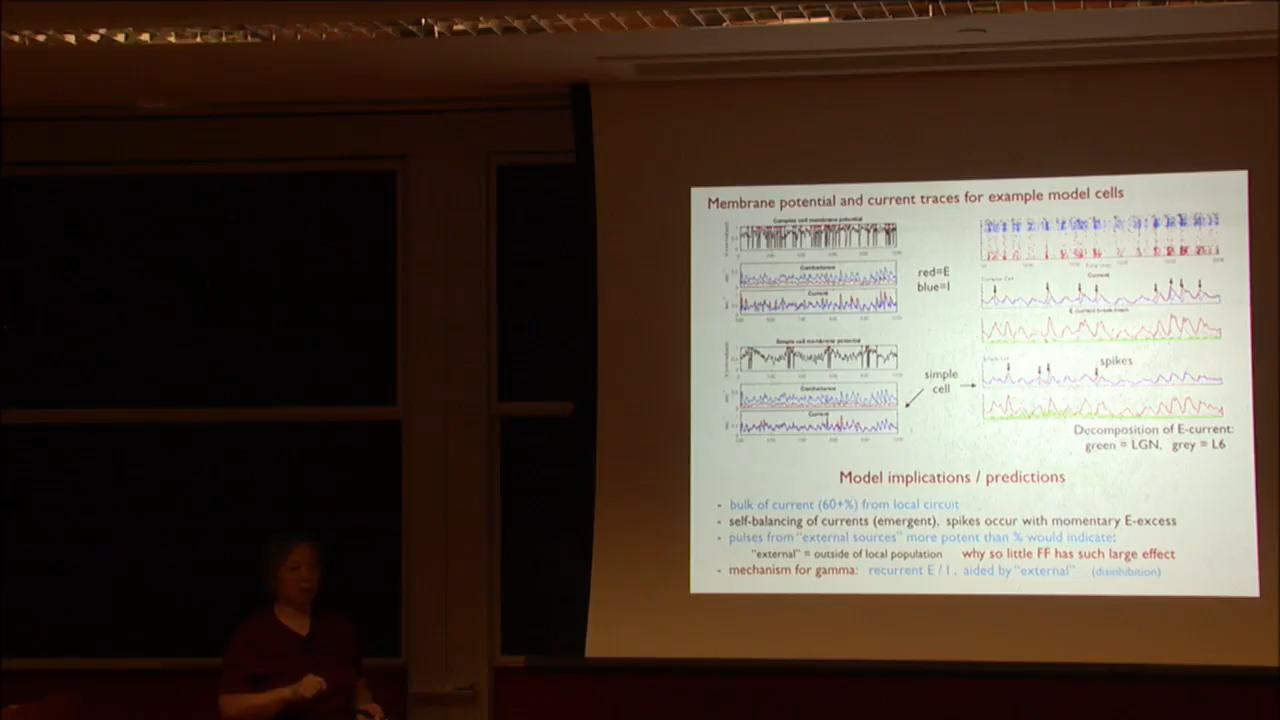 Membrane potential and current traces for example model cells
Complex cell membrane potential
Conductance
Current
red=E
blue=I
Simple cell membrane potential
Conductance
Current
simple
cell
Current
E current breakdown
spikes
Decomposition of E-current:
green = LGN, grey = L6
Model implications / predictions
- bulk of current (60+%) from local circuit
- self-balancing of currents (emergent), spikes occur with momentary E-excess
- pulses from "external sources" more potent than % would indicate:
"external" = outside of local population why so little FF has such large effect
- mechanism for gamma: recurrent E / I , aided by "external" (disinhibition)